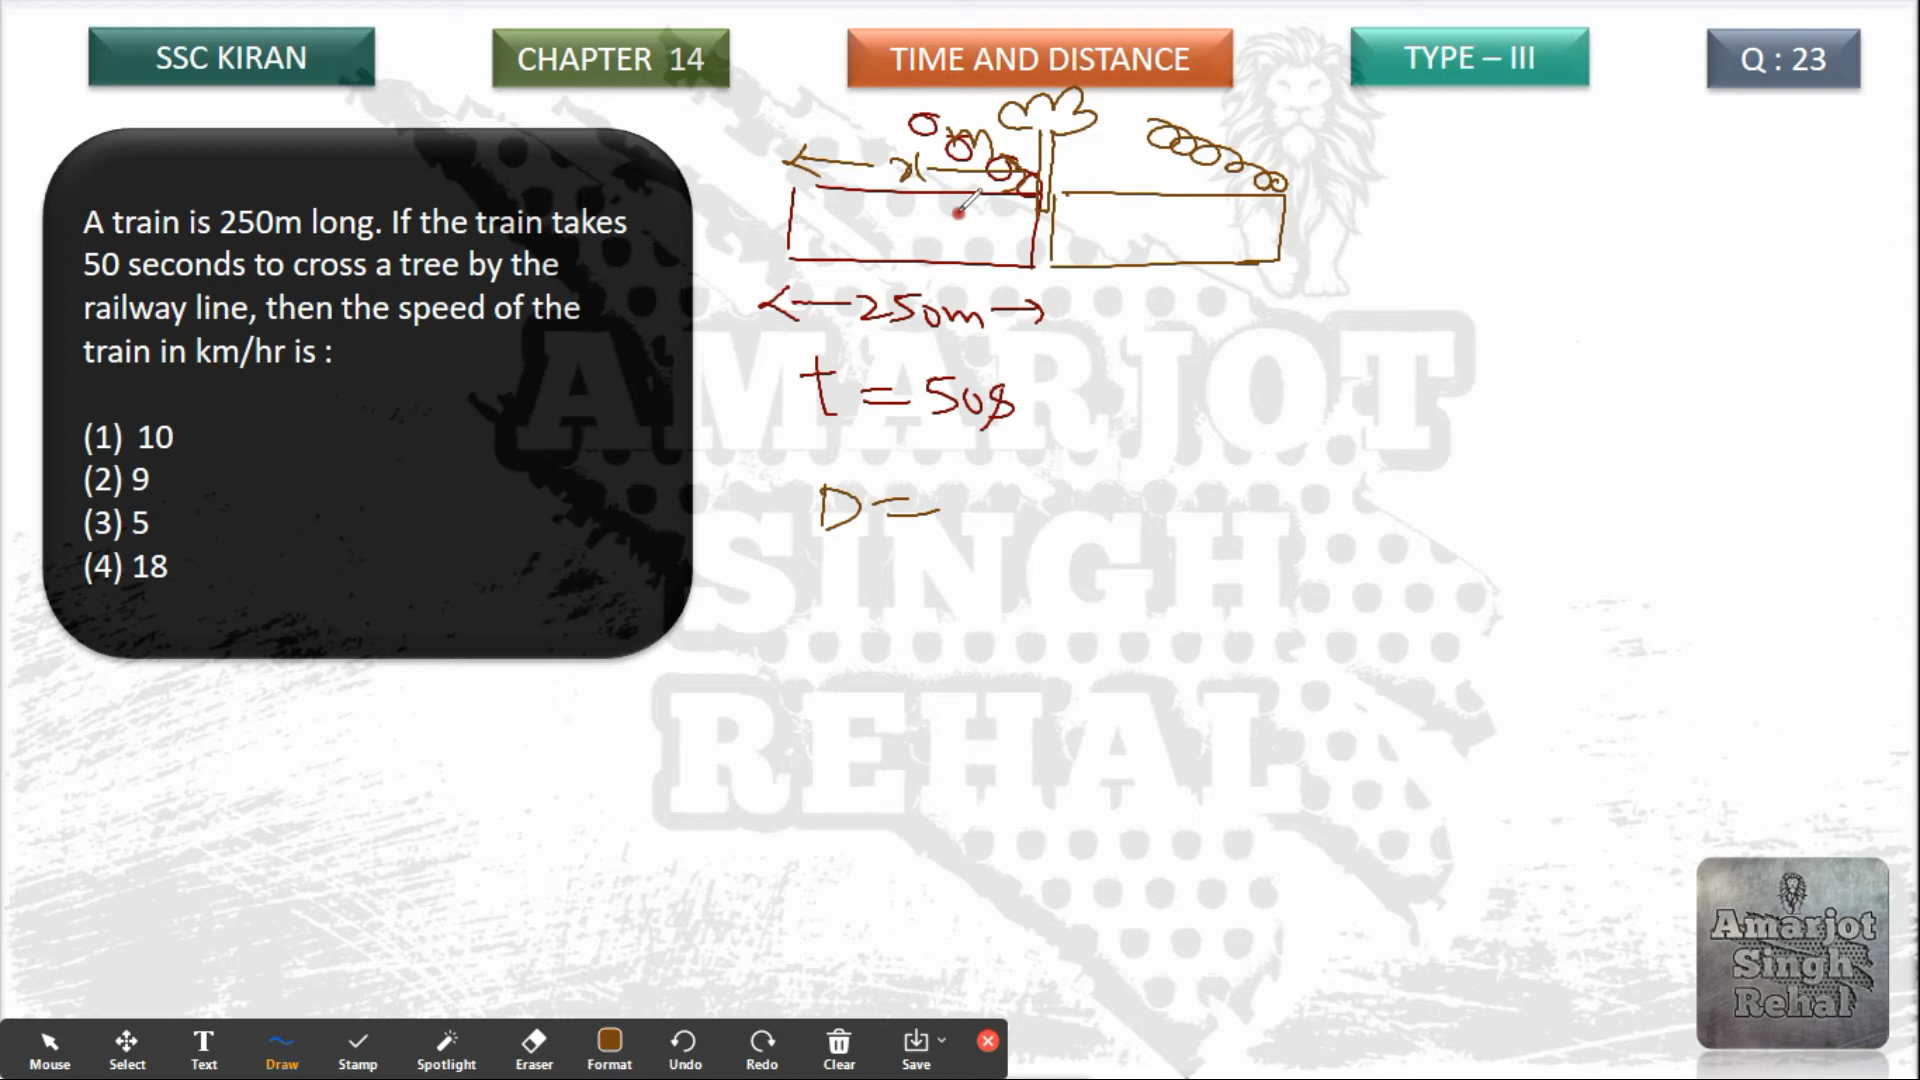 SSC KIRAN
CHAPTER 14
TIME AND DISTANCE
TYPE – III
Q : 23
A train is 250m long. If the train takes
50 seconds to cross a tree by the
railway line, then the speed of the
train in km/hr is :
(1) 10
(2) 9
(3) 5
(4) 18
x m
250m
t = 50s
D =
AMARJOT
SINGH
REHAL
Amarjot
Singh
Rehal
Mouse
Select
Text
Draw
Stamp
Spotlight
Eraser
Format
Undo
Redo
Clear
Save